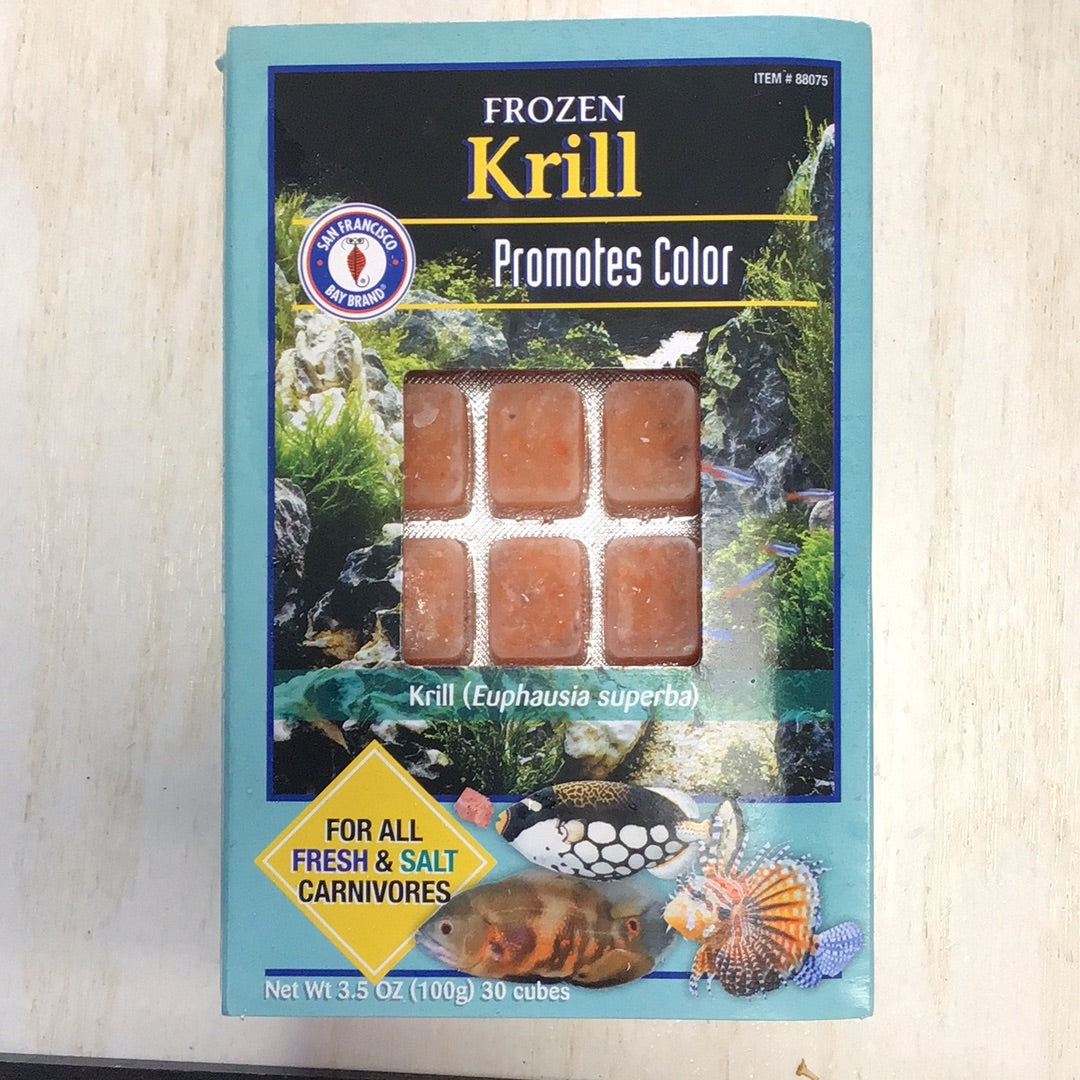 ITEM # 88075
FROZEN
Krill
SAN FRANCISCO
BAY BRAND®
Promotes Color
Krill (Euphausia superba)
FOR ALL
FRESH & SALT
CARNIVORES
Net Wt 3.5 OZ (100g) 30 cubes